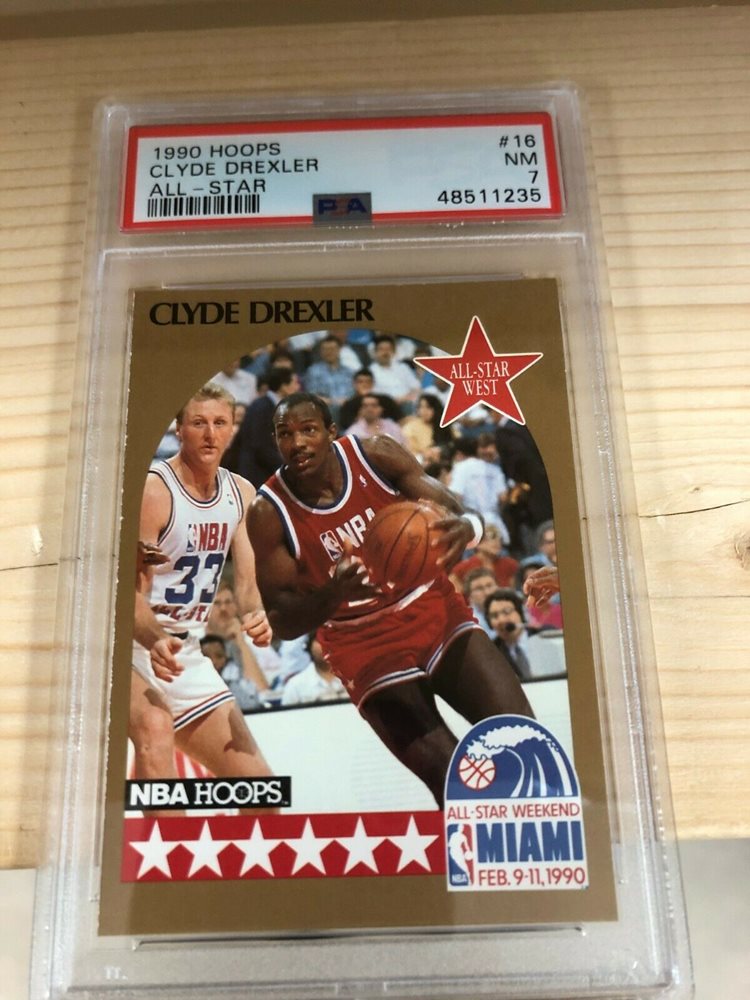 1990 HOOPS #16
CLYDE DREXLER NM
ALL-STAR 7
PSA 48511235
CLYDE DREXLER
ALL-STAR
WEST
NBA
33
NBA
NBA HOOPS
ALL-STAR WEEKEND
MIAMI
NBA FEB. 9-11, 1990